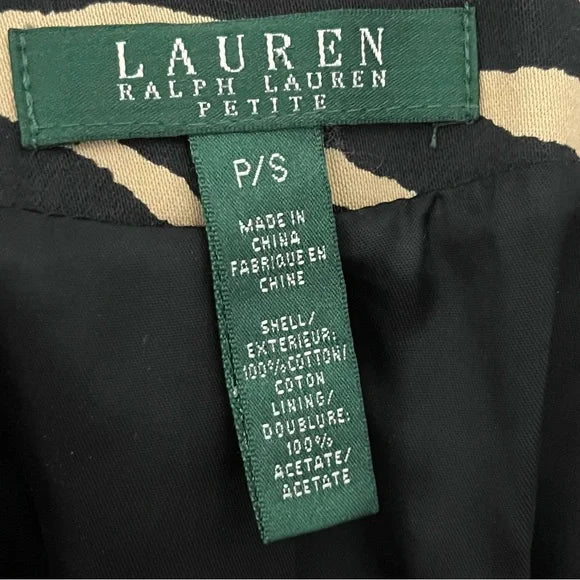 LAUREN
RALPH LAUREN
PETITE
P/S
MADE IN
CHINA
FABRIQUE EN
CHINE
SHELL/
EXTERIEUR:
100%COTTON/
COTON
LINING/
DOUBLURE:
100%
ACETATE/
ACETATE